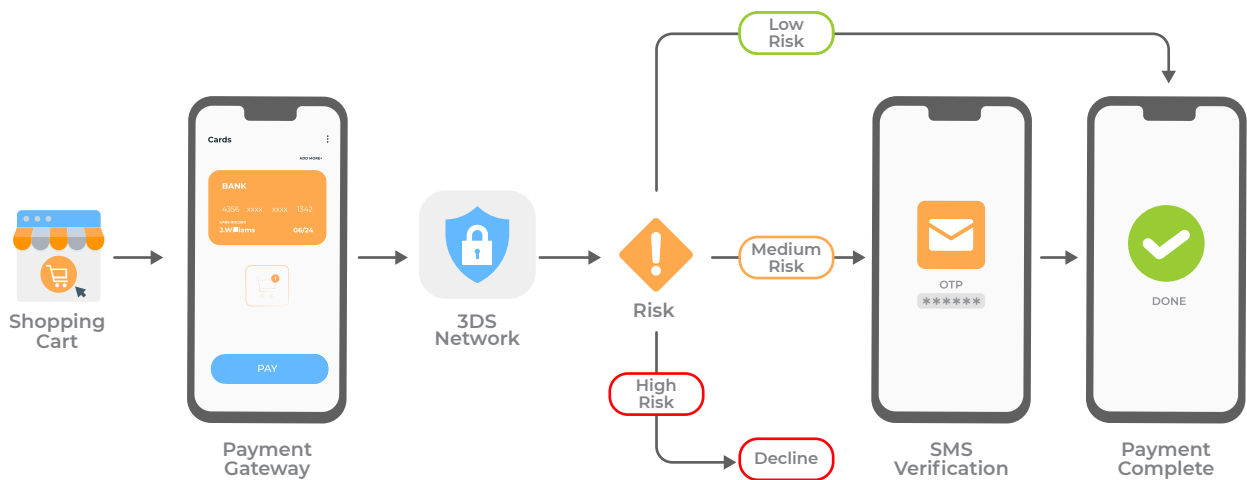 Shopping
Cart
Cards
ADD MORE+
BANK
4356 xxxx xxxx 1342
06/24
PAY
Payment
Gateway
3DS
Network
Risk
Low
Risk
Medium
Risk
High
Risk
Decline
OTP
******
SMS
Verification
DONE
Payment
Complete